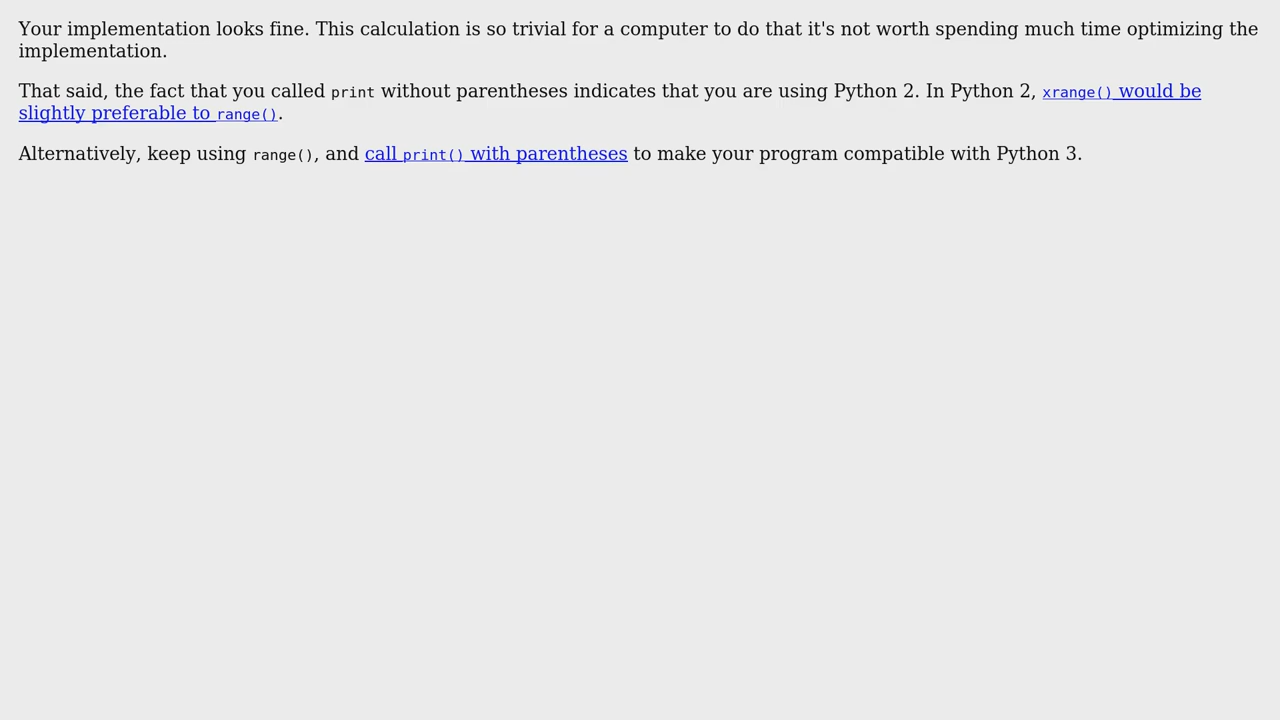 Your implementation looks fine. This calculation is so trivial for a computer to do that it's not worth spending much time optimizing the
implementation.
That said, the fact that you called print without parentheses indicates that you are using Python 2. In Python 2, xrange() would be
slightly preferable to range().
Alternatively, keep using range(), and call print() with parentheses to make your program compatible with Python 3.